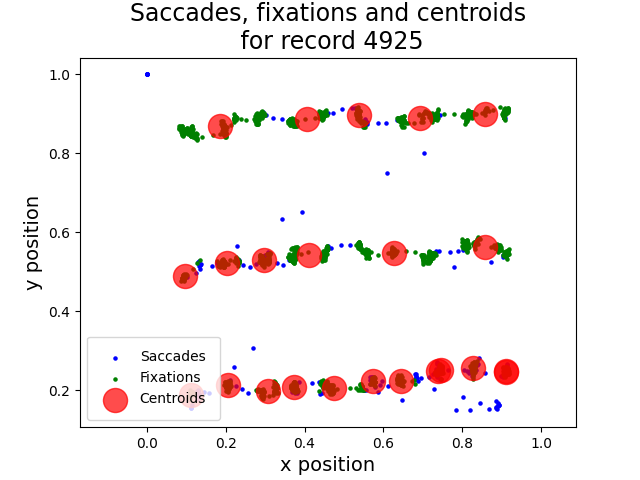 Saccades, fixations and centroids
for record 4925
1.0
0.8
0.6
0.4
0.2
y position
Saccades
Fixations
Centroids
0.0 0.2 0.4 0.6 0.8 1.0
x position